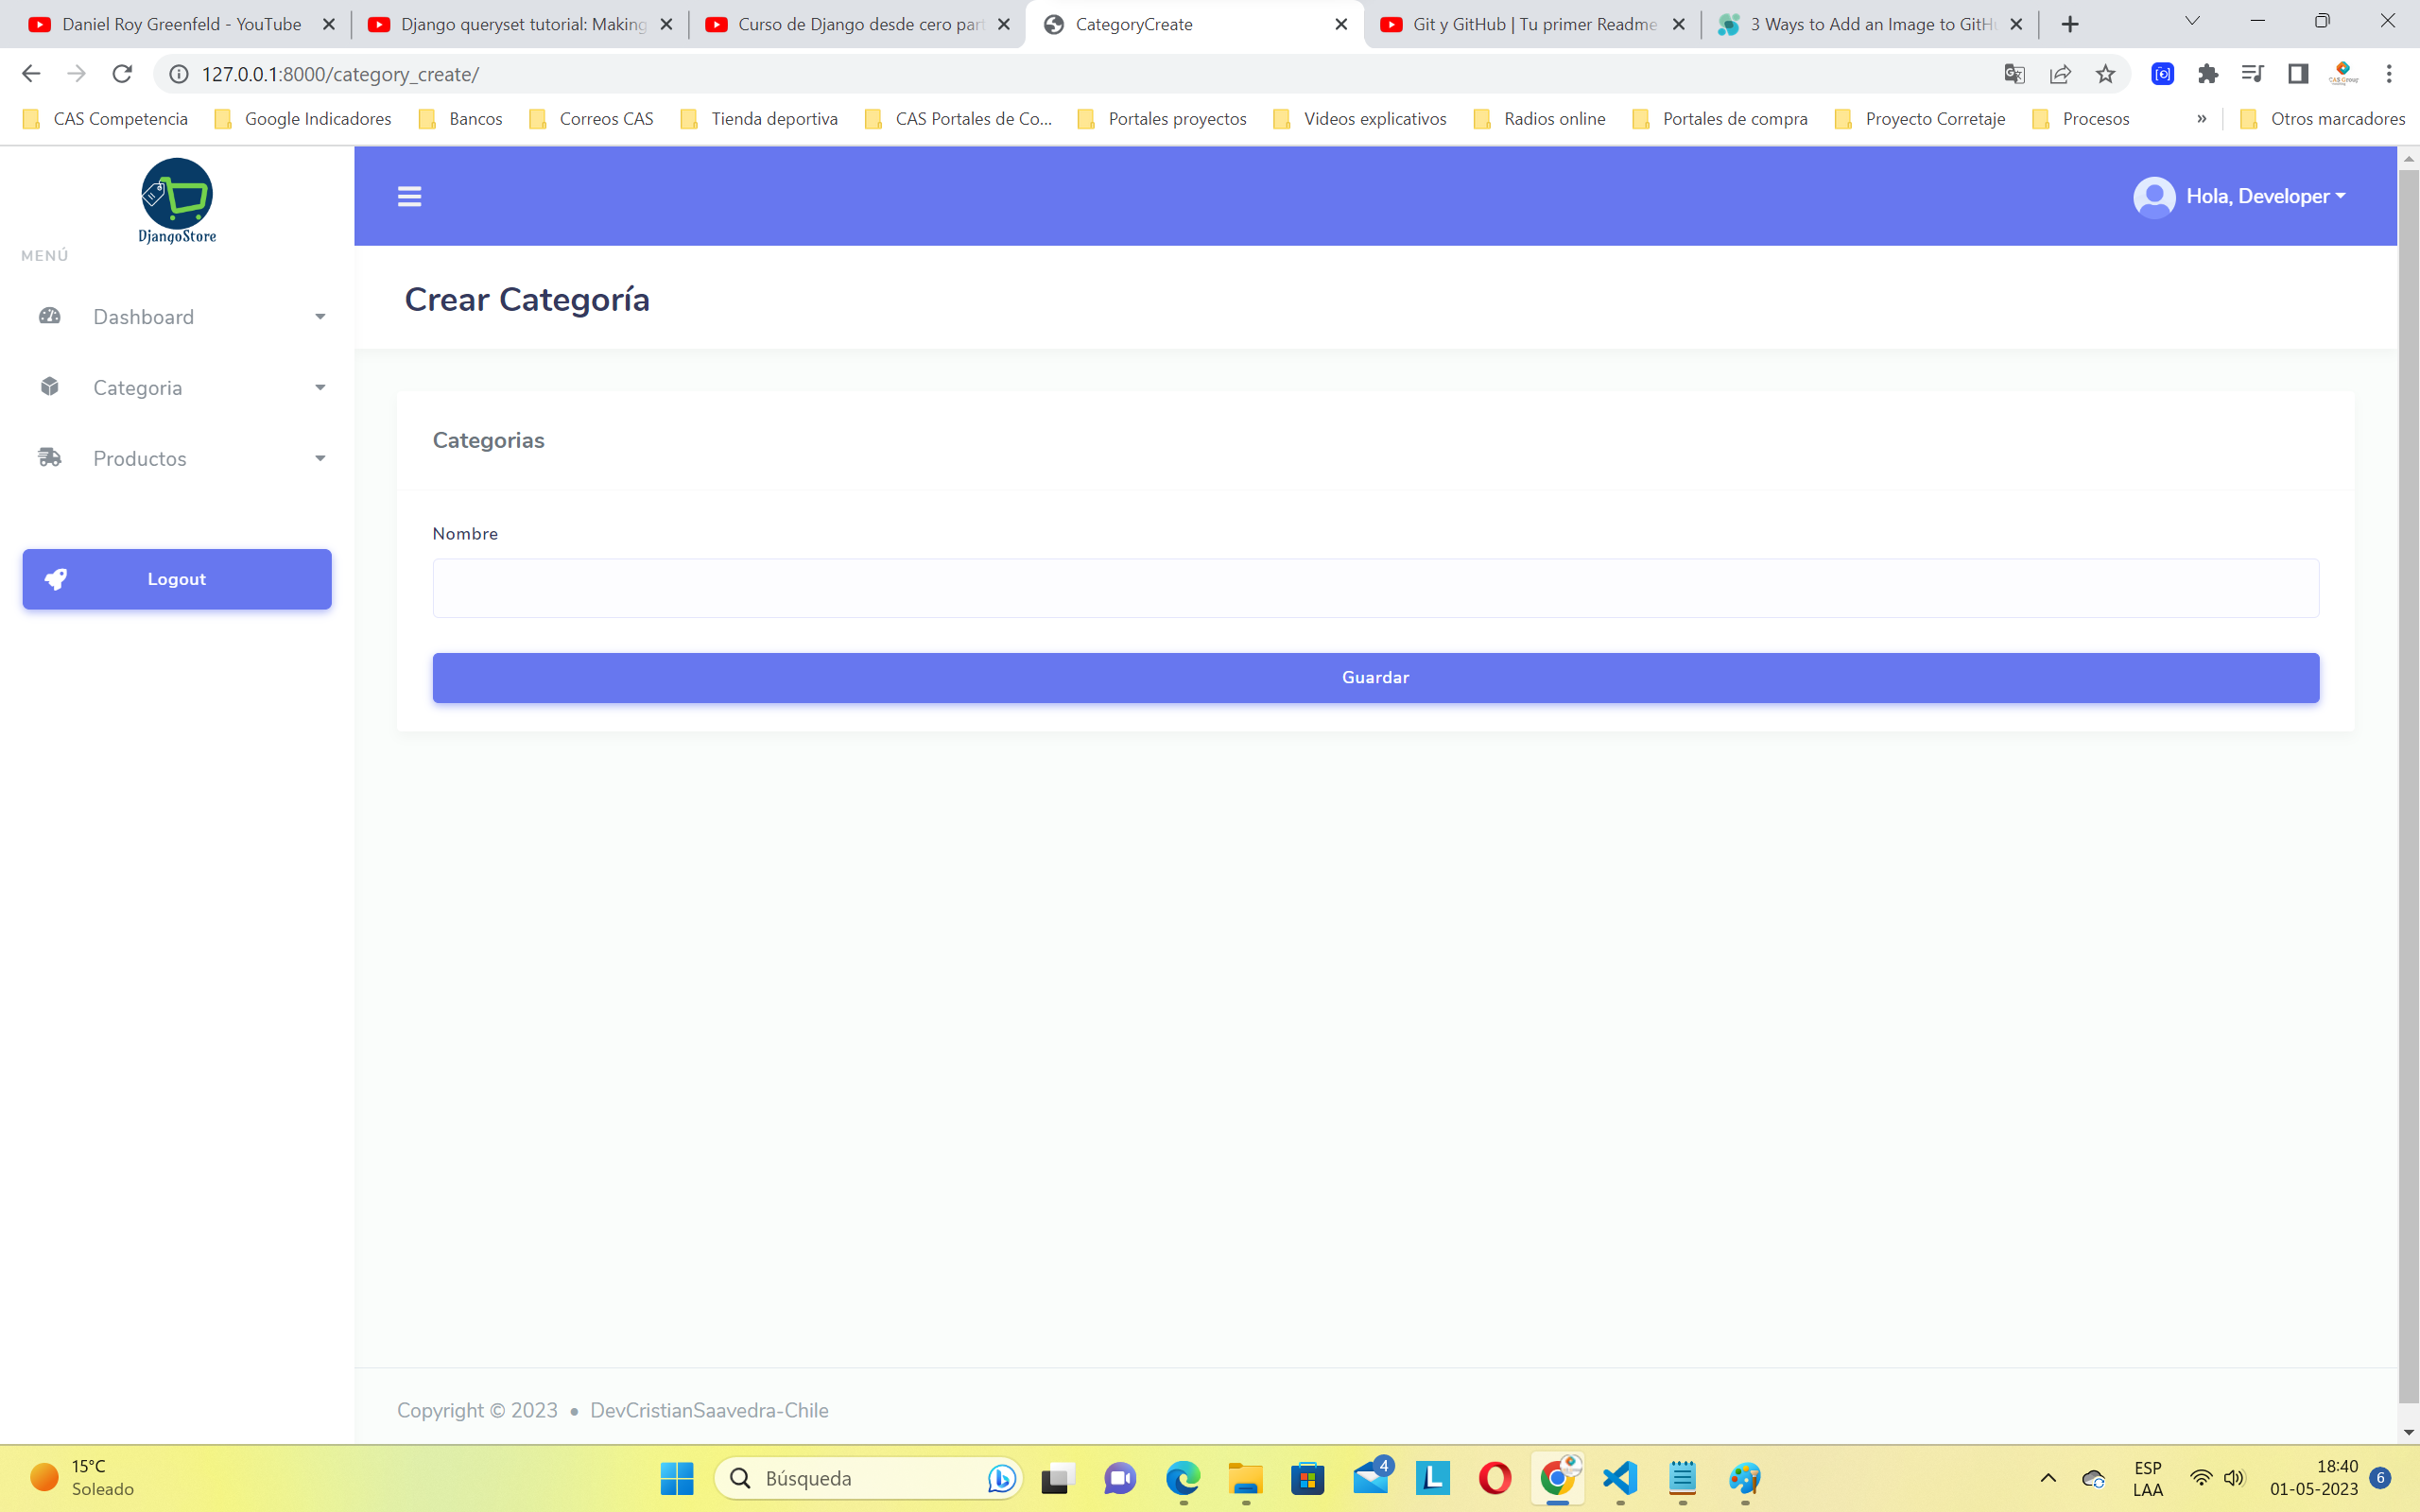 Daniel Roy Greenfeld - YouTube
Django queryset tutorial: Making
Curso de Django desde cero part
CategoryCreate
Git y GitHub | Tu primer Readme
3 Ways to Add an Image to GitHu
127.0.0.1:8000/category_create/
CAS Competencia
Google Indicadores
Bancos
Correos CAS
Tienda deportiva
CAS Portales de Co...
Portales proyectos
Videos explicativos
Radios online
Portales de compra
Proyecto Corretaje
Procesos
»
Otros marcadores
DjangoStore
MENÚ
Dashboard
Categoria
Productos
Logout
Hola, Developer
Crear Categoría
Categorias
Nombre
Guardar
Copyright © 2023 • DevCristianSaavedra-Chile
15°C
Soleado
Búsqueda
4
L
ESP
LAA
18:40
01-05-2023
6